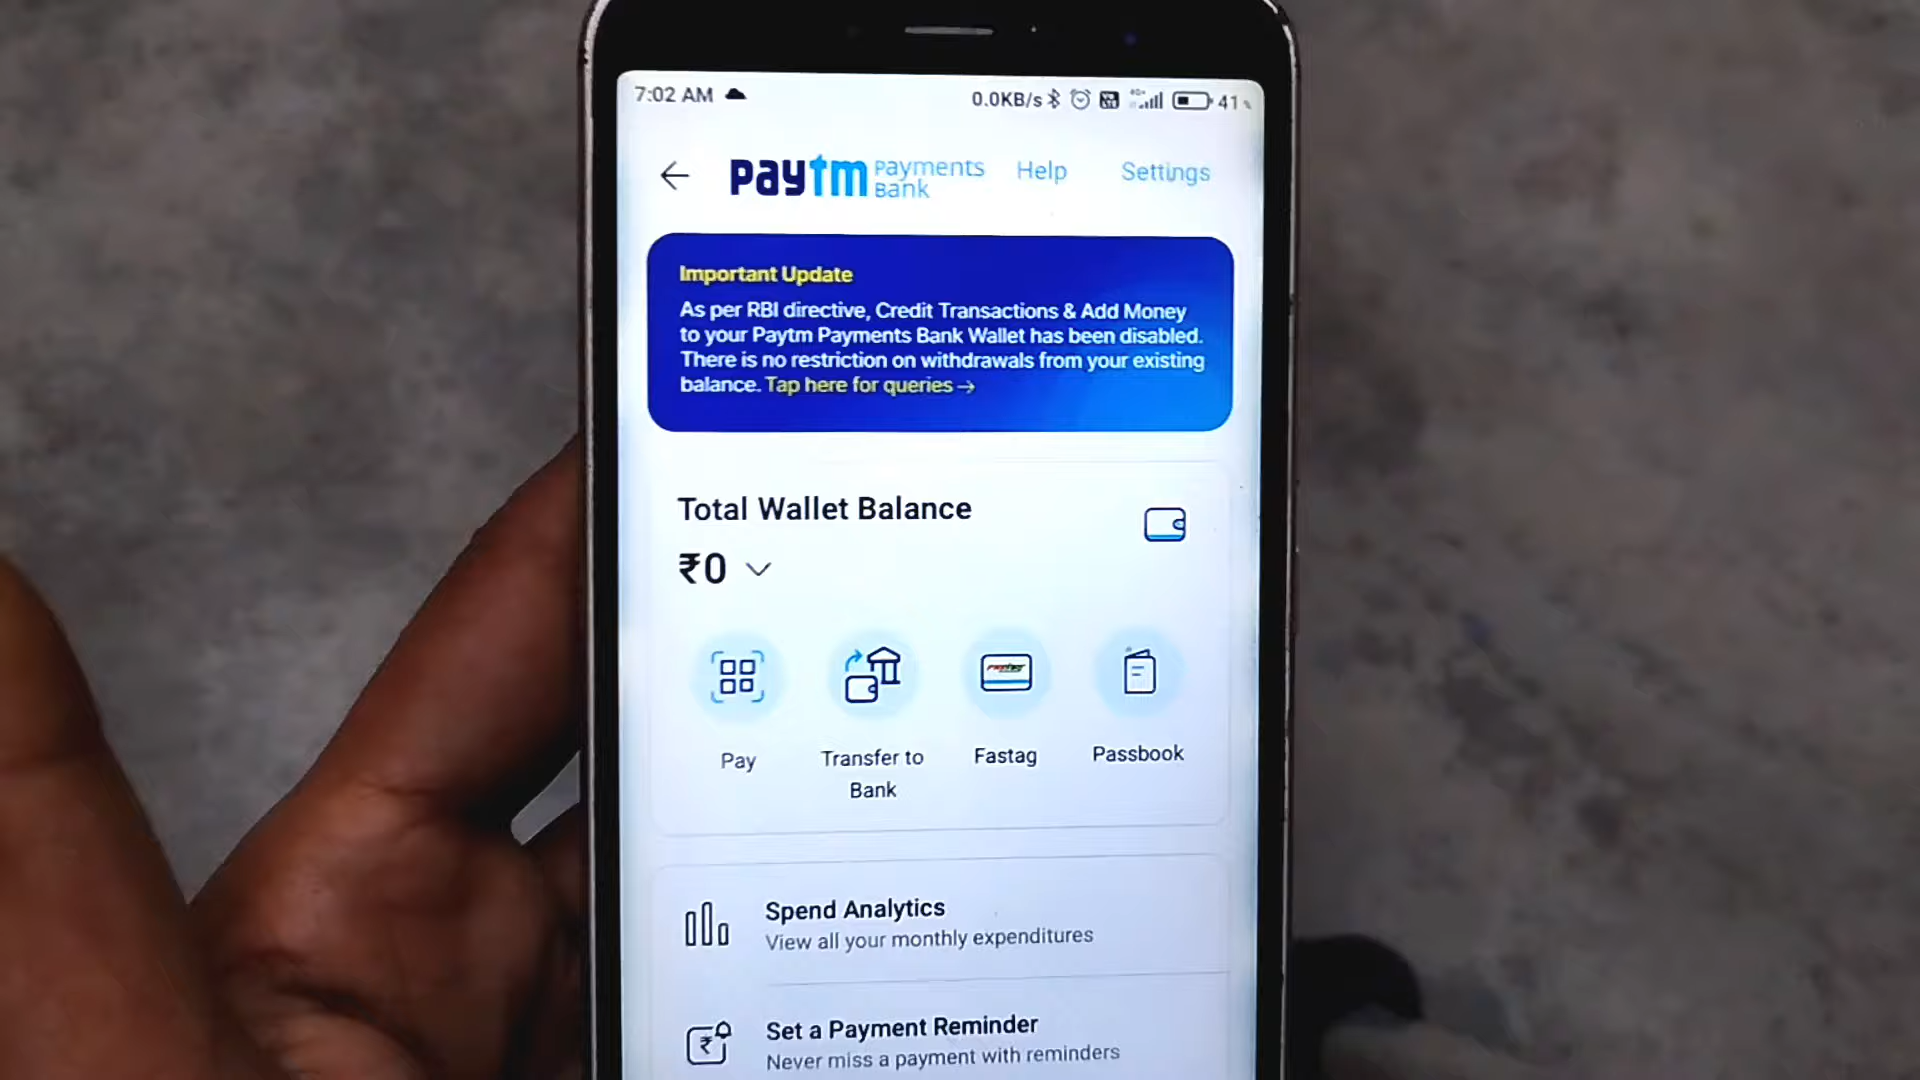 7:02 AM 0.0KB/s 4G+ 41
paytm Payments Bank Help Settings
Important Update
As per RBI directive, Credit Transactions & Add Money
to your Paytm Payments Bank Wallet has been disabled.
There is no restriction on withdrawals from your existing
balance. Tap here for queries →
Total Wallet Balance
₹0
Pay
Transfer to
Bank
Fastag
Passbook
Spend Analytics
View all your monthly expenditures
Set a Payment Reminder
Never miss a payment with reminders